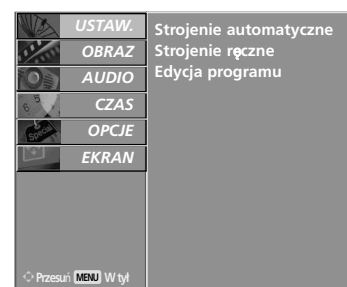 USTAW.
OBRAZ
AUDIO
CZAS
OPCJE
EKRAN
Strojenie automatyczne
Strojenie ręczne
Edycja programu
Przesuń MENU W tył